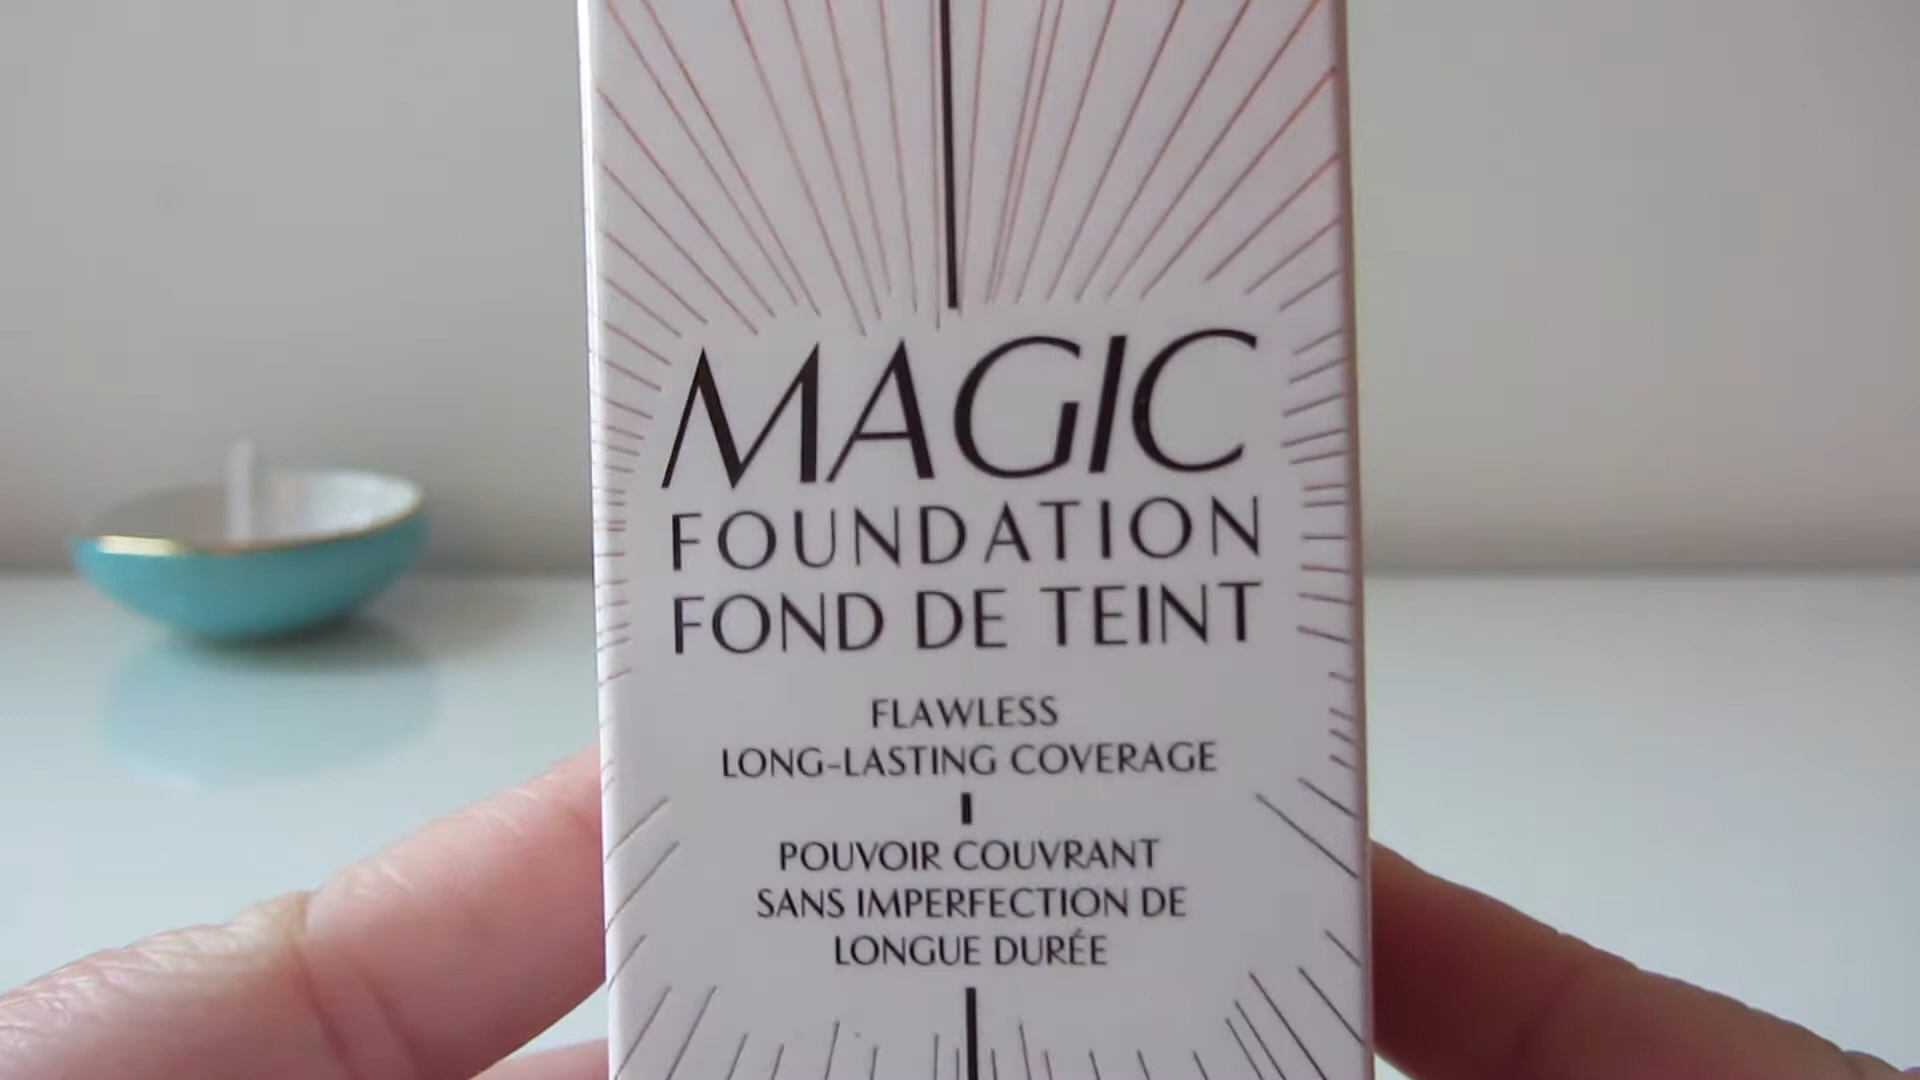 MAGIC
FOUNDATION
FOND DE TEINT
FLAWLESS
LONG-LASTING COVERAGE
POUVOIR COUVRANT
SANS IMPERFECTION DE
LONGUE DURÉE